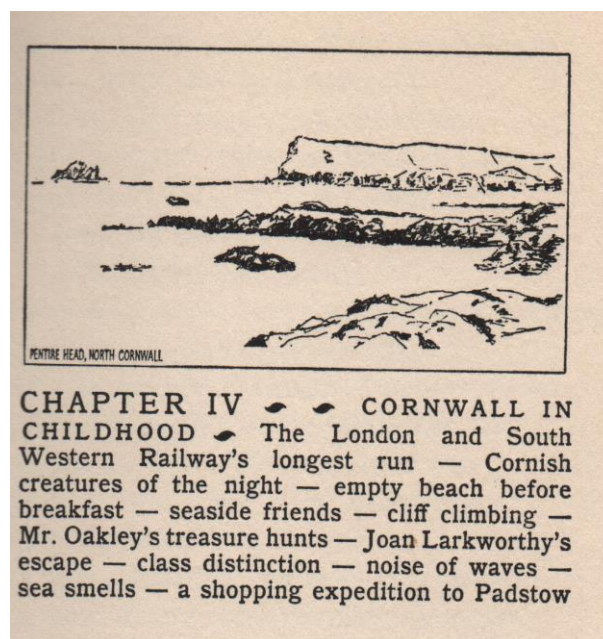 PENTIRE HEAD, NORTH CORNWALL
CHAPTER IV CORNWALL IN
CHILDHOOD The London and South
Western Railway's longest run — Cornish
creatures of the night — empty beach before
breakfast — seaside friends — cliff climbing —
Mr. Oakley's treasure hunts — Joan Larkworthy's
escape — class distinction — noise of waves —
sea smells — a shopping expedition to Padstow